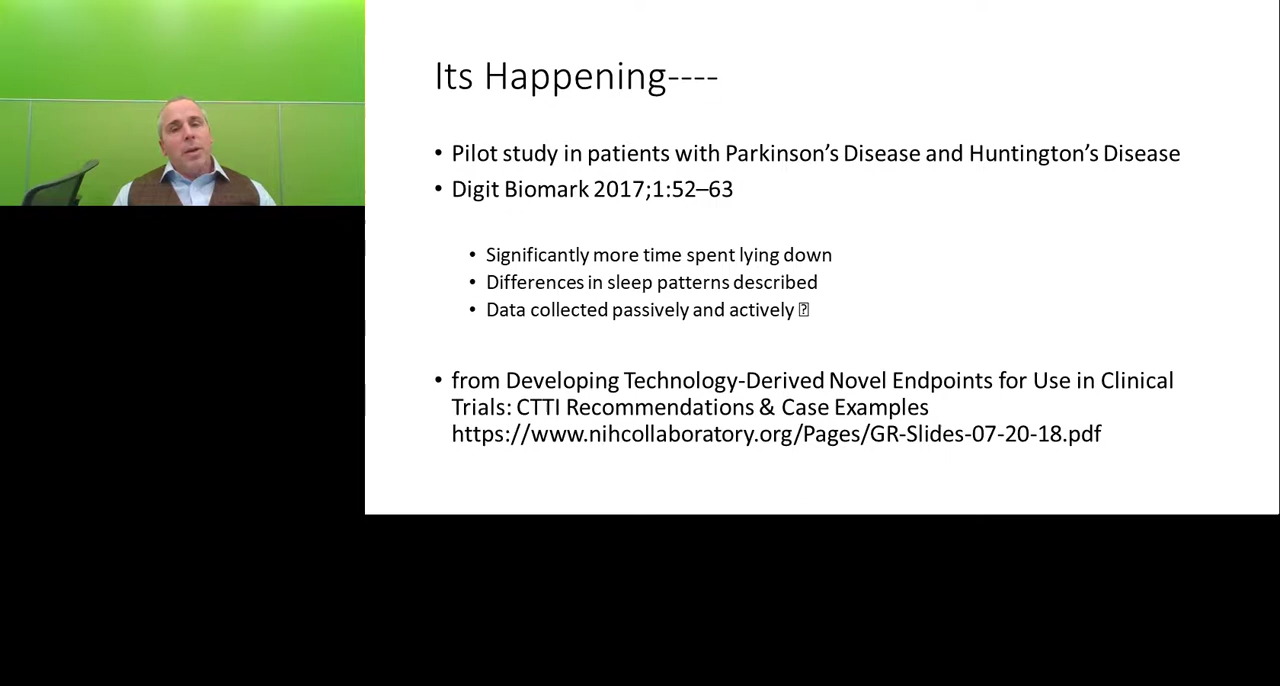 Its Happening----
• Pilot study in patients with Parkinson’s Disease and Huntington’s Disease
• Digit Biomark 2017;1:52–63
• Significantly more time spent lying down
• Differences in sleep patterns described
• Data collected passively and actively
• from Developing Technology-Derived Novel Endpoints for Use in Clinical
Trials: CTTI Recommendations & Case Examples
https://www.nihcollaboratory.org/Pages/GR-Slides-07-20-18.pdf